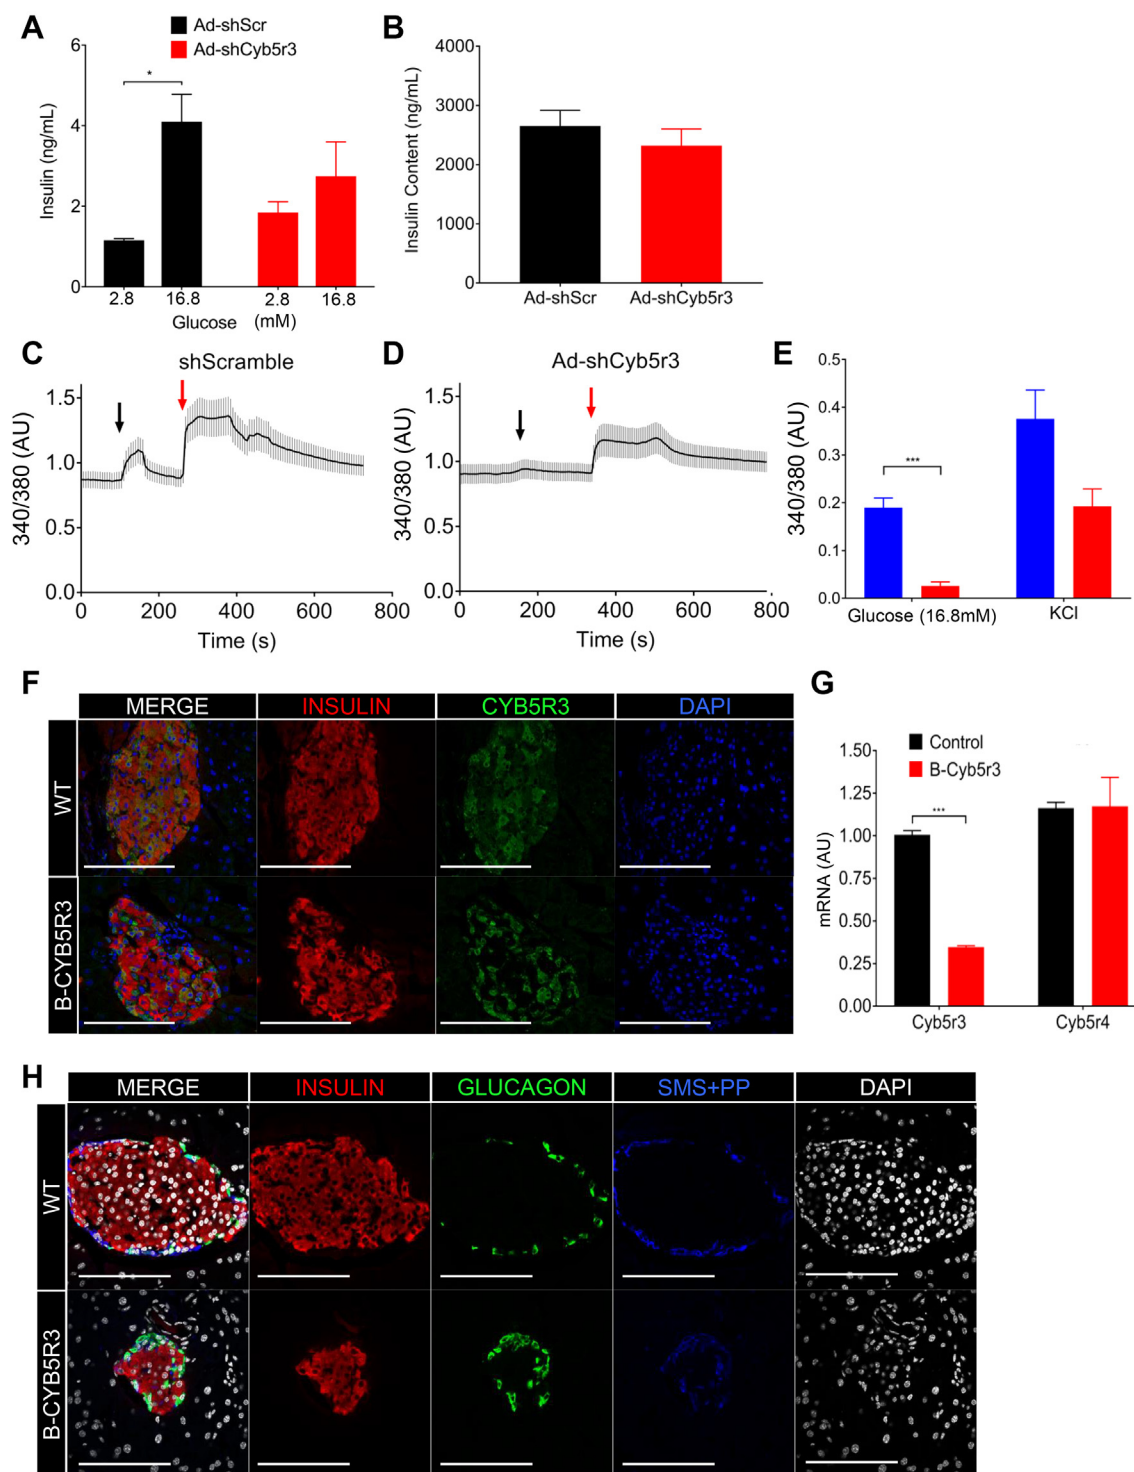 A
Ad-shScr
Ad-shCyb5r3
*
Insulin (ng/mL)
6
4
2
0
2.8 16.8 2.8 16.8
Glucose (mM)
B
Insulin Content (ng/mL)
4000
3000
2000
1000
0
Ad-shScr Ad-shCyb5r3
C
shScramble
340/380 (AU)
1.5
1.0
0.5
0.0
0 200 400 600 800
Time (s)
D
Ad-shCyb5r3
340/380 (AU)
1.5
1.0
0.5
0.0
0 200 400 600 800
Time (s)
E
340/380 (AU)
0.5
0.4
0.3
0.2
0.1
0.0
***
Glucose (16.8mM) KCl
F
MERGE INSULIN CYB5R3 DAPI
WT
B-CYB5R3
G
Control
B-Cyb5r3
***
mRNA (AU)
1.50
1.25
1.00
0.75
0.50
0.25
0.00
Cyb5r3 Cyb5r4
H
MERGE INSULIN GLUCAGON SMS+PP DAPI
WT
B-CYB5R3